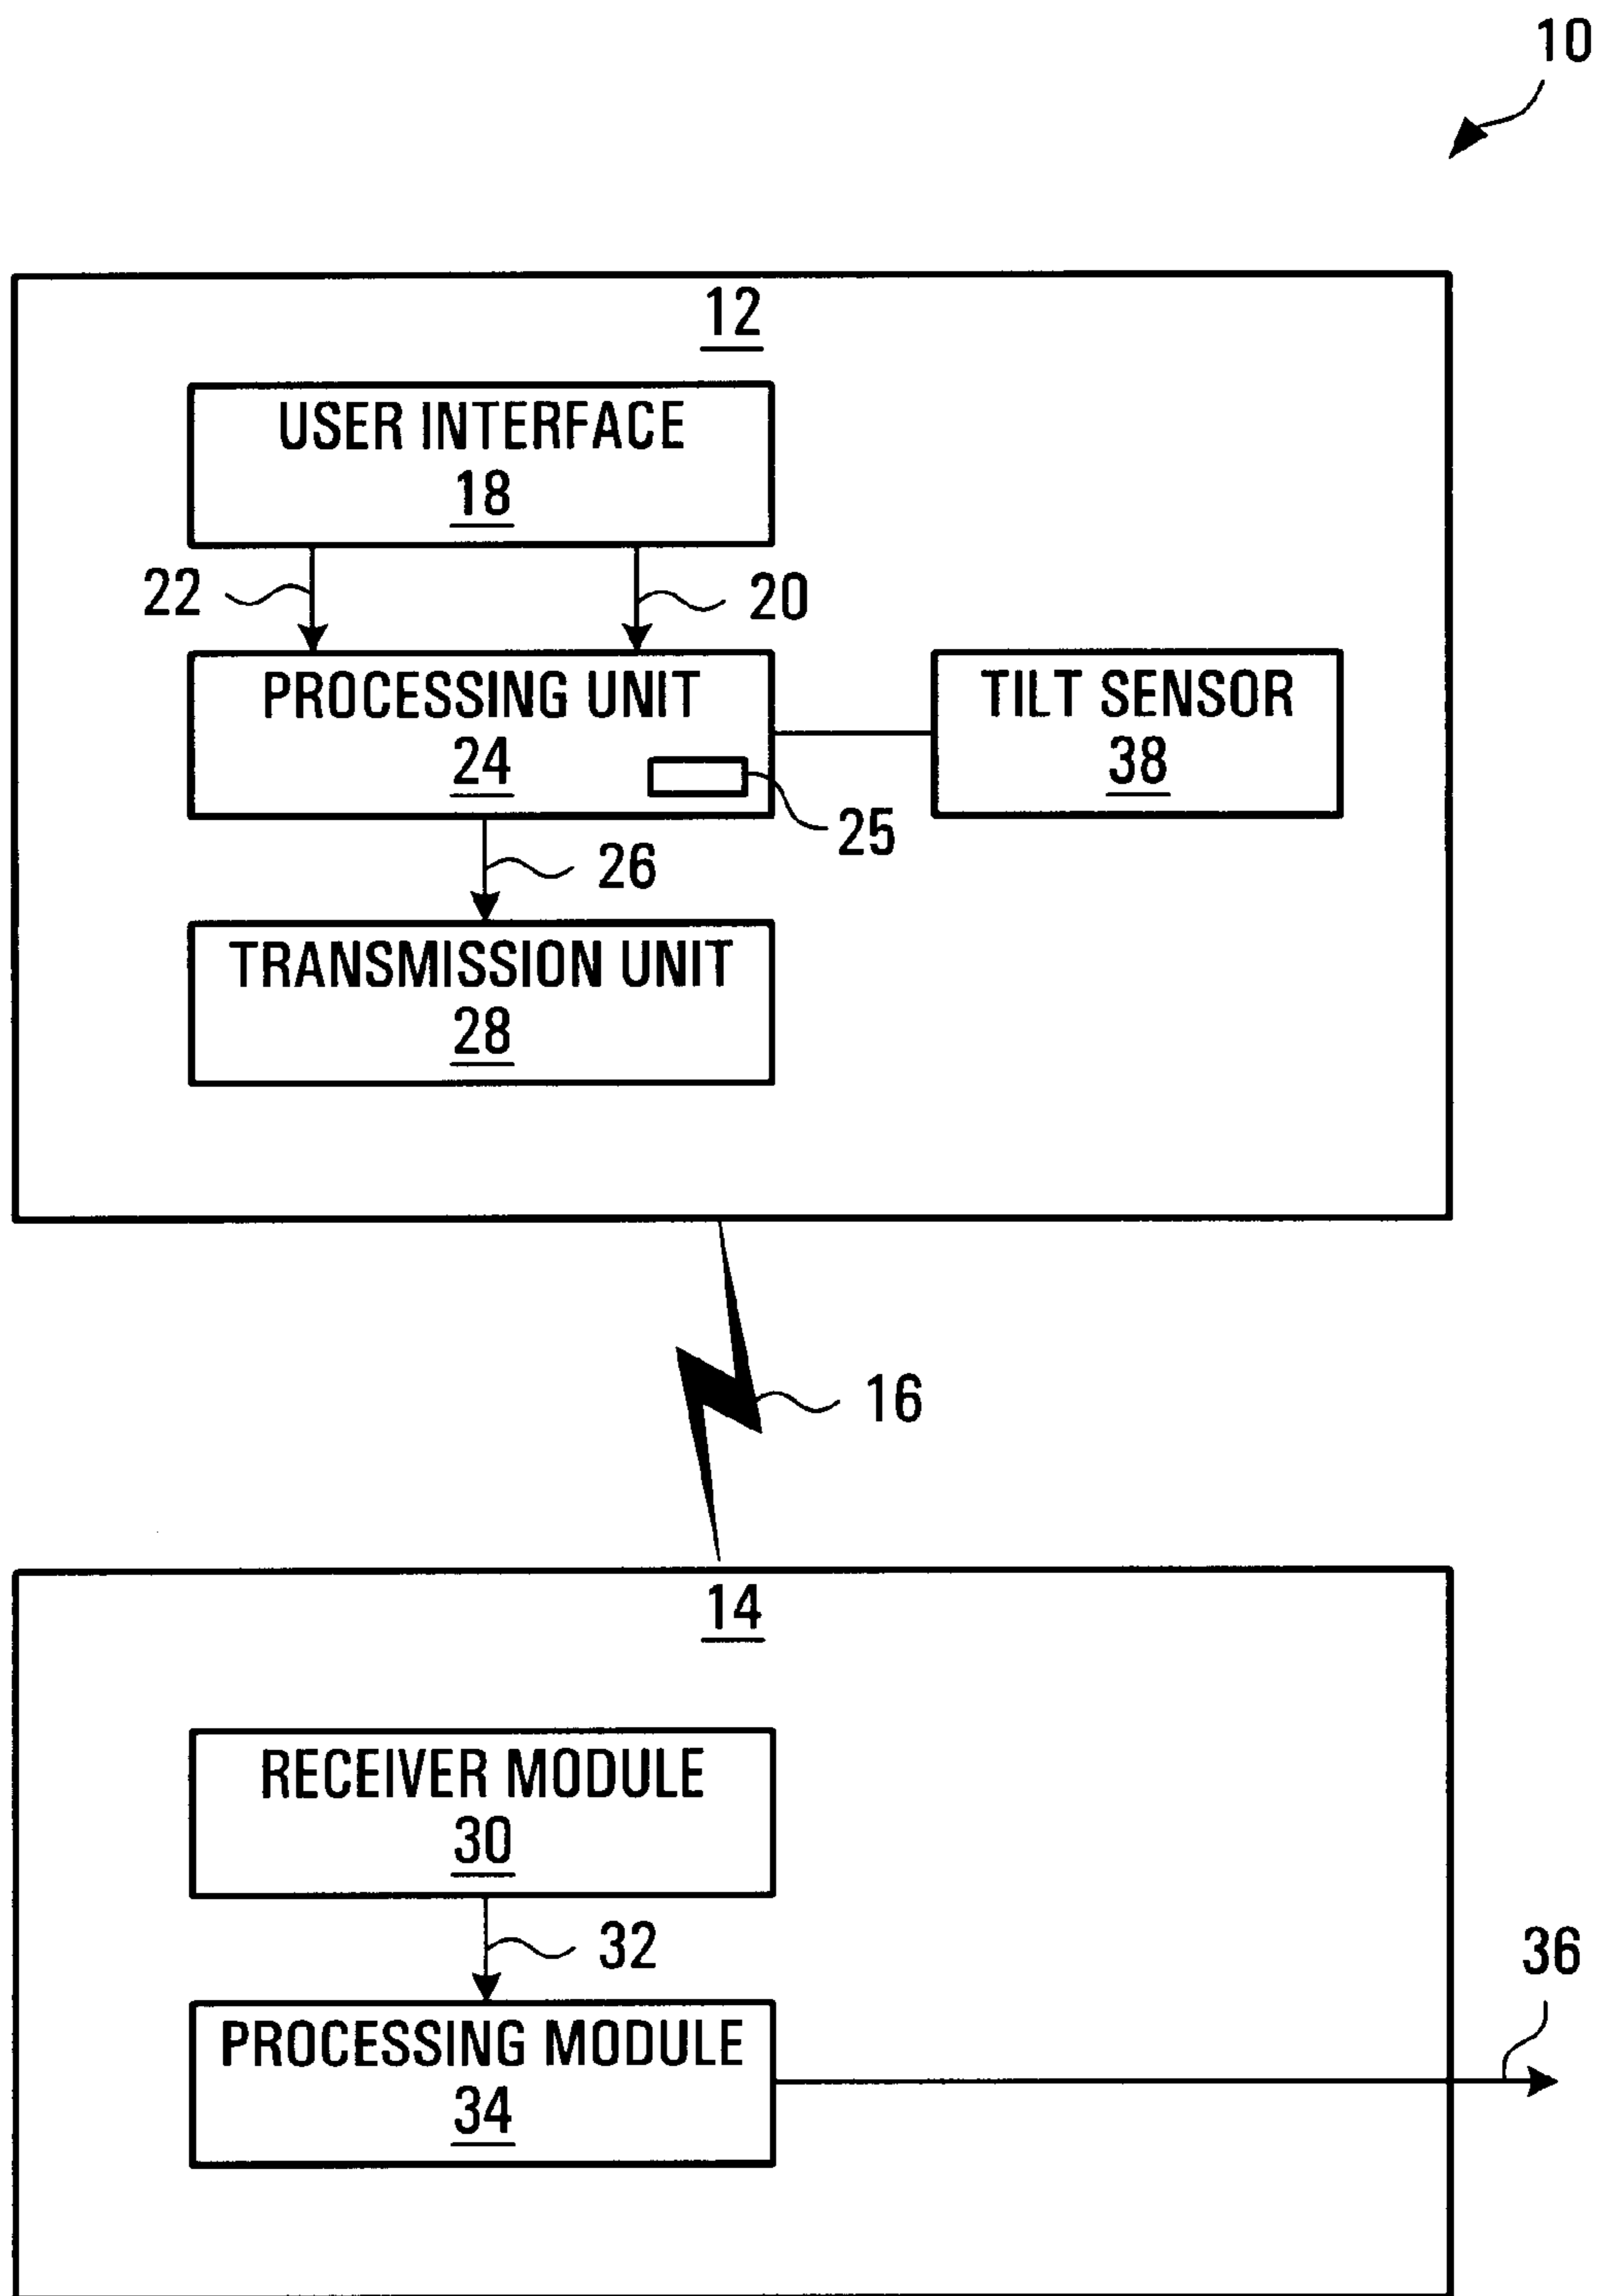 10
12
USER INTERFACE
18
22
20
PROCESSING UNIT
24
25
TILT SENSOR
38
26
TRANSMISSION UNIT
28
16
14
RECEIVER MODULE
30
32
36
PROCESSING MODULE
34